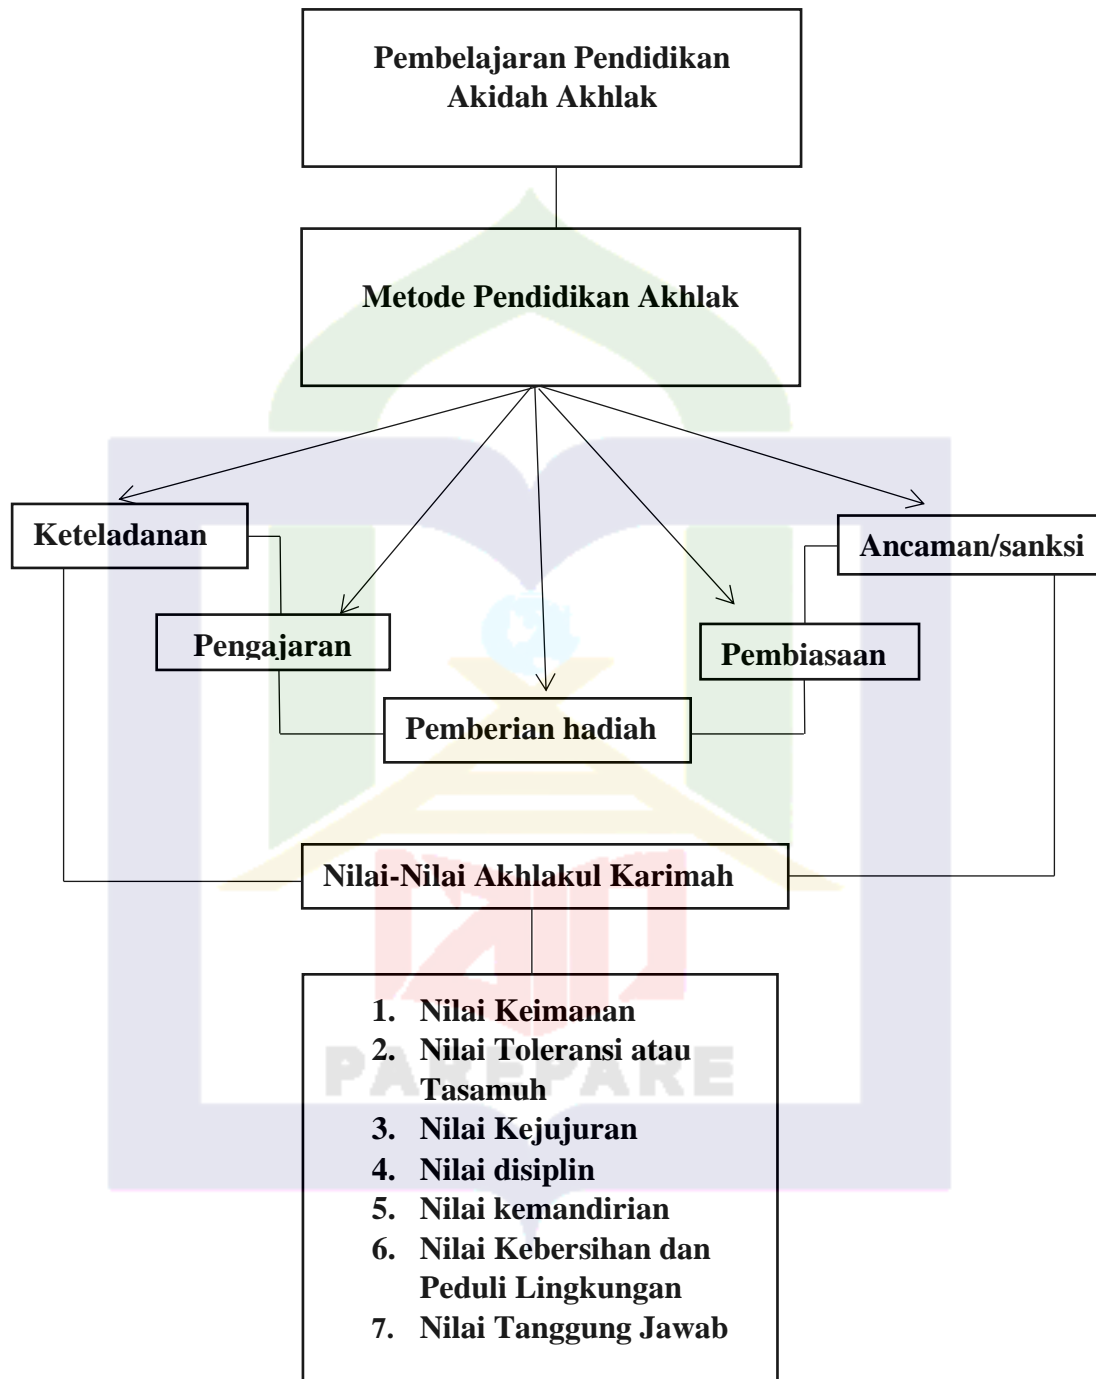 Pembelajaran Pendidikan
Akidah Akhlak
Metode Pendidikan Akhlak
Keteladanan
Ancaman/sanksi
Pengajaran
Pembiasaan
Pemberian hadiah
Nilai-Nilai Akhlakul Karimah
1. Nilai Keimanan
2. Nilai Toleransi atau
Tasamuh
3. Nilai Kejujuran
4. Nilai disiplin
5. Nilai kemandirian
6. Nilai Kebersihan dan
Peduli Lingkungan
7. Nilai Tanggung Jawab
PAREPARE